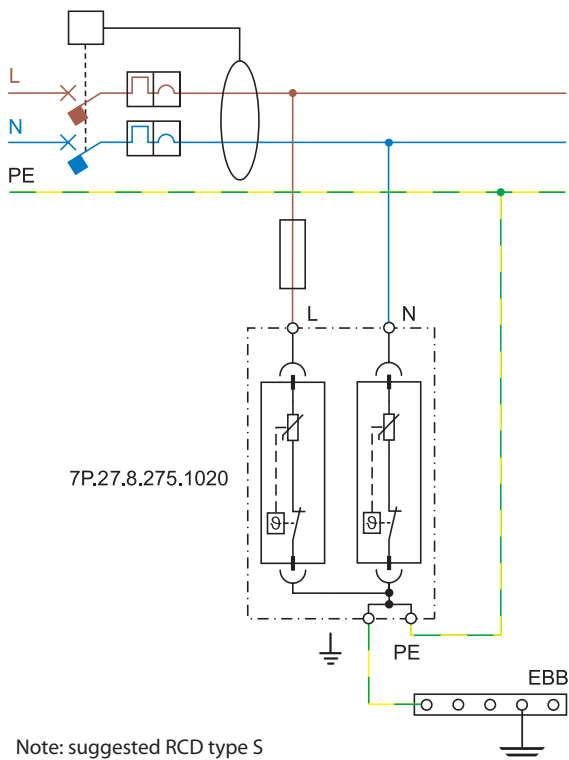 L
N
PE
L
N
7P.27.8.275.1020
ϑ
ϑ
PE
EBB
Note: suggested RCD type S